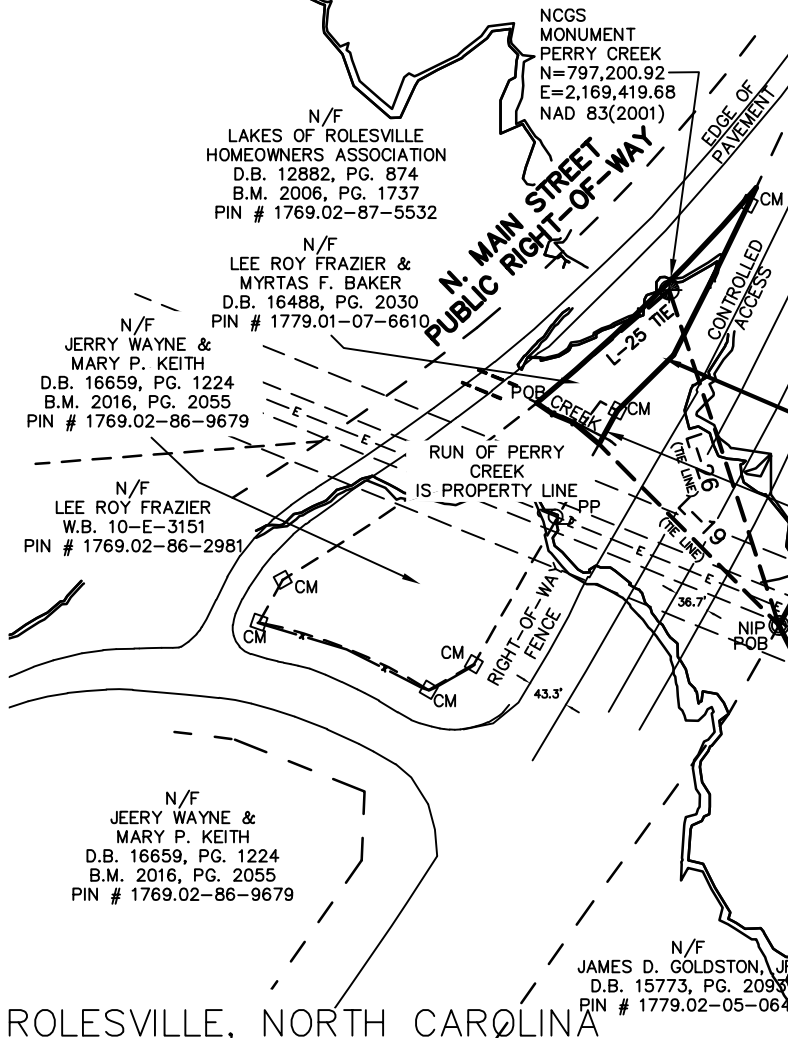 NCGS
MONUMENT
PERRY CREEK
N=797,200.92
E=2,169,419.68
NAD 83(2001)
EDGE OF
PAVEMENT
N/F
LAKES OF ROLESVILLE
HOMEOWNERS ASSOCIATION
D.B. 12882, PG. 874
B.M. 2006, PG. 1737
PIN # 1769.02-87-5532
N. MAIN STREET
PUBLIC RIGHT-OF-WAY
CM
N/F
LEE ROY FRAZIER &
MYRTAS F. BAKER
D.B. 16488, PG. 2030
PIN # 1779.01-07-6610
CONTROLLED
ACCESS
L-25 TIE
N/F
JERRY WAYNE &
MARY P. KEITH
D.B. 16659, PG. 1224
B.M. 2016, PG. 2055
PIN # 1769.02-86-9679
POB
CREEK
CM
E
E
RUN OF PERRY
CREEK
IS PROPERTY LINE
L-26
(TIE LINE)
L-19
(TIE LINE)
N/F
LEE ROY FRAZIER
W.B. 10-E-3151
PIN # 1769.02-86-2981
PP
E
E
E
36.7'
NIP
POB
CM
CM
CM
CM
RIGHT-OF-WAY
FENCE
43.3'
N/F
JEERY WAYNE &
MARY P. KEITH
D.B. 16659, PG. 1224
B.M. 2016, PG. 2055
PIN # 1769.02-86-9679
N/F
JAMES D. GOLDSTON, JR
D.B. 15773, PG. 2093
PIN # 1779.02-05-064
ROLESVILLE, NORTH CAROLINA